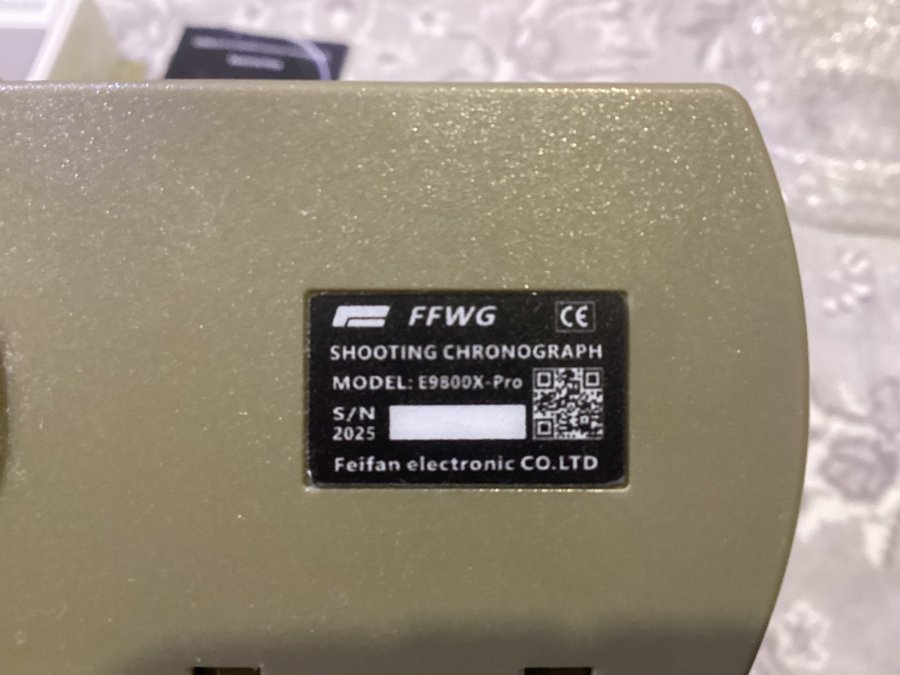 FFWG CE
SHOOTING CHRONOGRAPH
MODEL: E9800X-Pro
S/N
2025
Feifan electronic CO.LTD